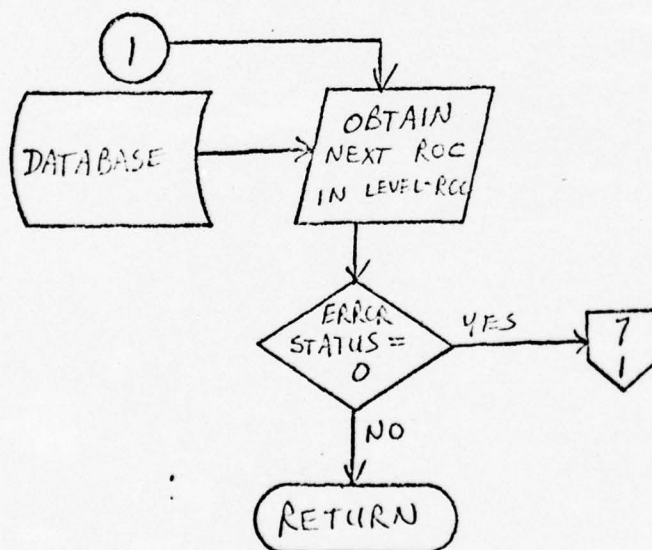 1
OBTAIN
NEXT ROC
IN LEVEL-ROC
DATABASE
ERROR
STATUS =
0
YES
7
1
NO
RETURN